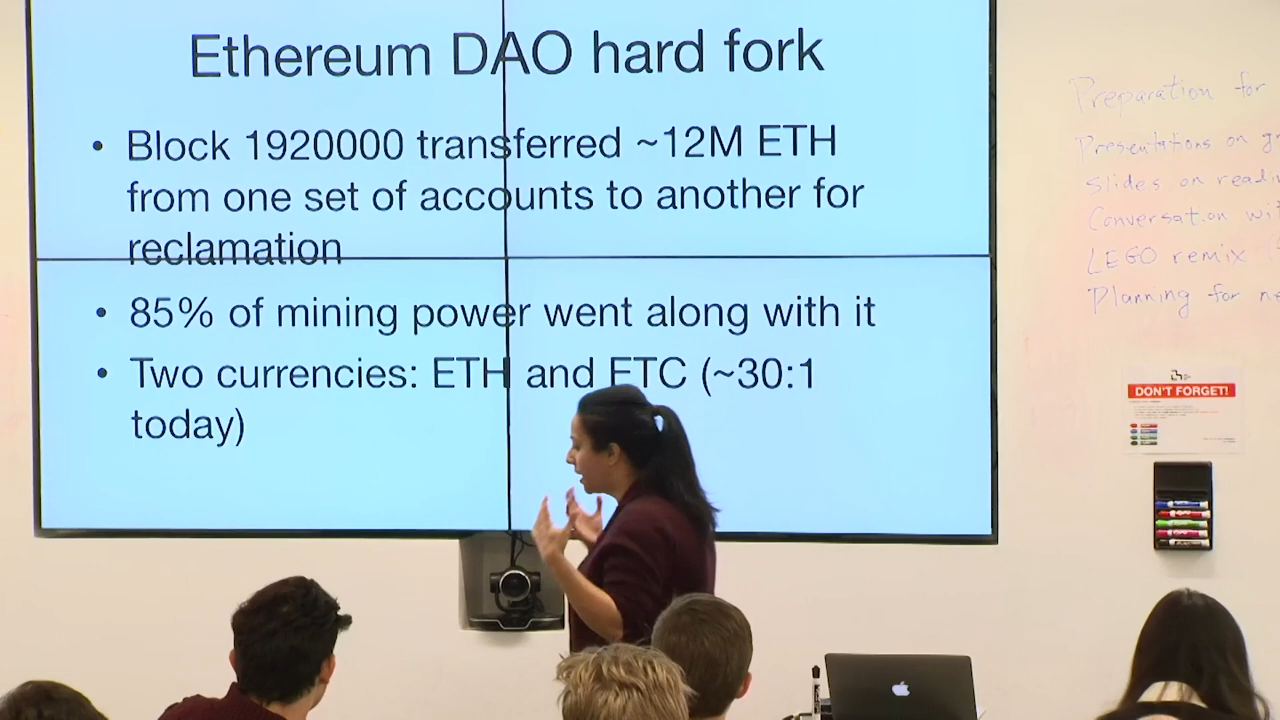 Ethereum DAO hard fork
• Block 1920000 transferred ~12M ETH
from one set of accounts to another for
reclamation
• 85% of mining power went along with it
• Two currencies: ETH and ETC (~30:1
today)
Preparation for
Presentations on
Slides on
Conversation
LEGO remix
Planning for
DON'T FORGET!